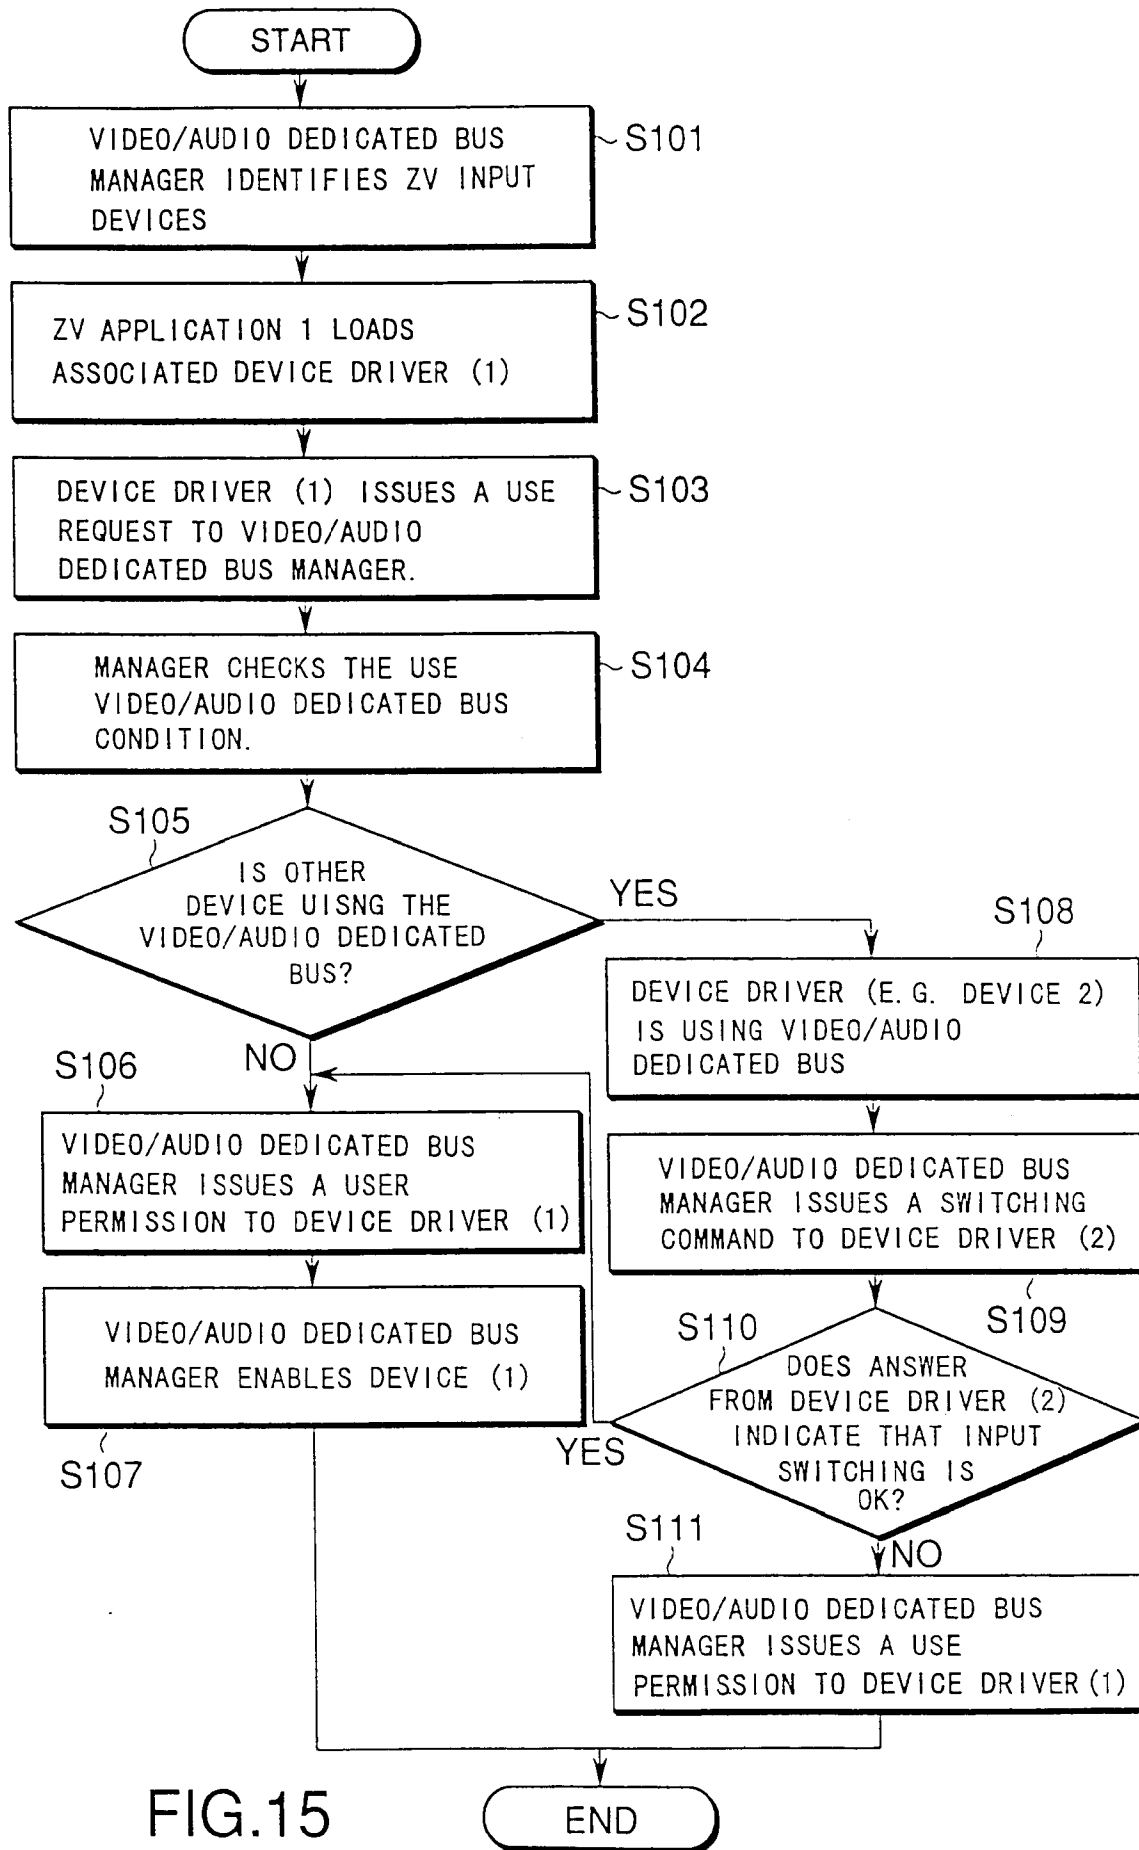 START
VIDEO/AUDIO DEDICATED BUS
MANAGER IDENTIFIES ZV INPUT
DEVICES
S101
ZV APPLICATION 1 LOADS
ASSOCIATED DEVICE DRIVER (1)
S102
DEVICE DRIVER (1) ISSUES A USE
REQUEST TO VIDEO/AUDIO
DEDICATED BUS MANAGER.
S103
MANAGER CHECKS THE USE
VIDEO/AUDIO DEDICATED BUS
CONDITION.
S104
S105
IS OTHER
DEVICE UISNG THE
VIDEO/AUDIO DEDICATED
BUS?
YES
NO
S106
VIDEO/AUDIO DEDICATED BUS
MANAGER ISSUES A USER
PERMISSION TO DEVICE DRIVER (1)
VIDEO/AUDIO DEDICATED BUS
MANAGER ENABLES DEVICE (1)
S107
S108
DEVICE DRIVER (E.G. DEVICE 2)
IS USING VIDEO/AUDIO
DEDICATED BUS
VIDEO/AUDIO DEDICATED BUS
MANAGER ISSUES A SWITCHING
COMMAND TO DEVICE DRIVER (2)
S109
S110
DOES ANSWER
FROM DEVICE DRIVER (2)
INDICATE THAT INPUT
SWITCHING IS
OK?
YES
NO
S111
VIDEO/AUDIO DEDICATED BUS
MANAGER ISSUES A USE
PERMISSION TO DEVICE DRIVER (1)
END
FIG.15